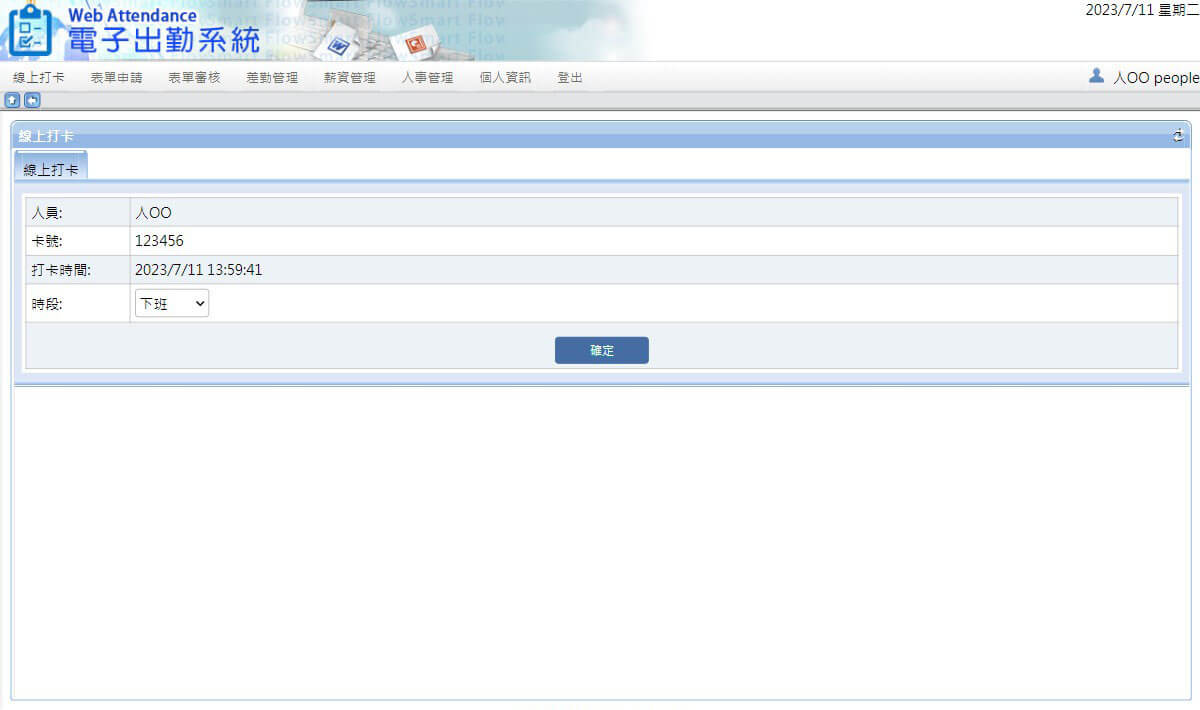 Web Attendance
電子出勤系統
2023/7/11 星期二
線上打卡 表單申請 表單審核 差勤管理 薪資管理 人事管理 個人資訊 登出
人OO people
線上打卡
線上打卡
人員: 人OO
卡號: 123456
打卡時間: 2023/7/11 13:59:41
時段: 下班
確定